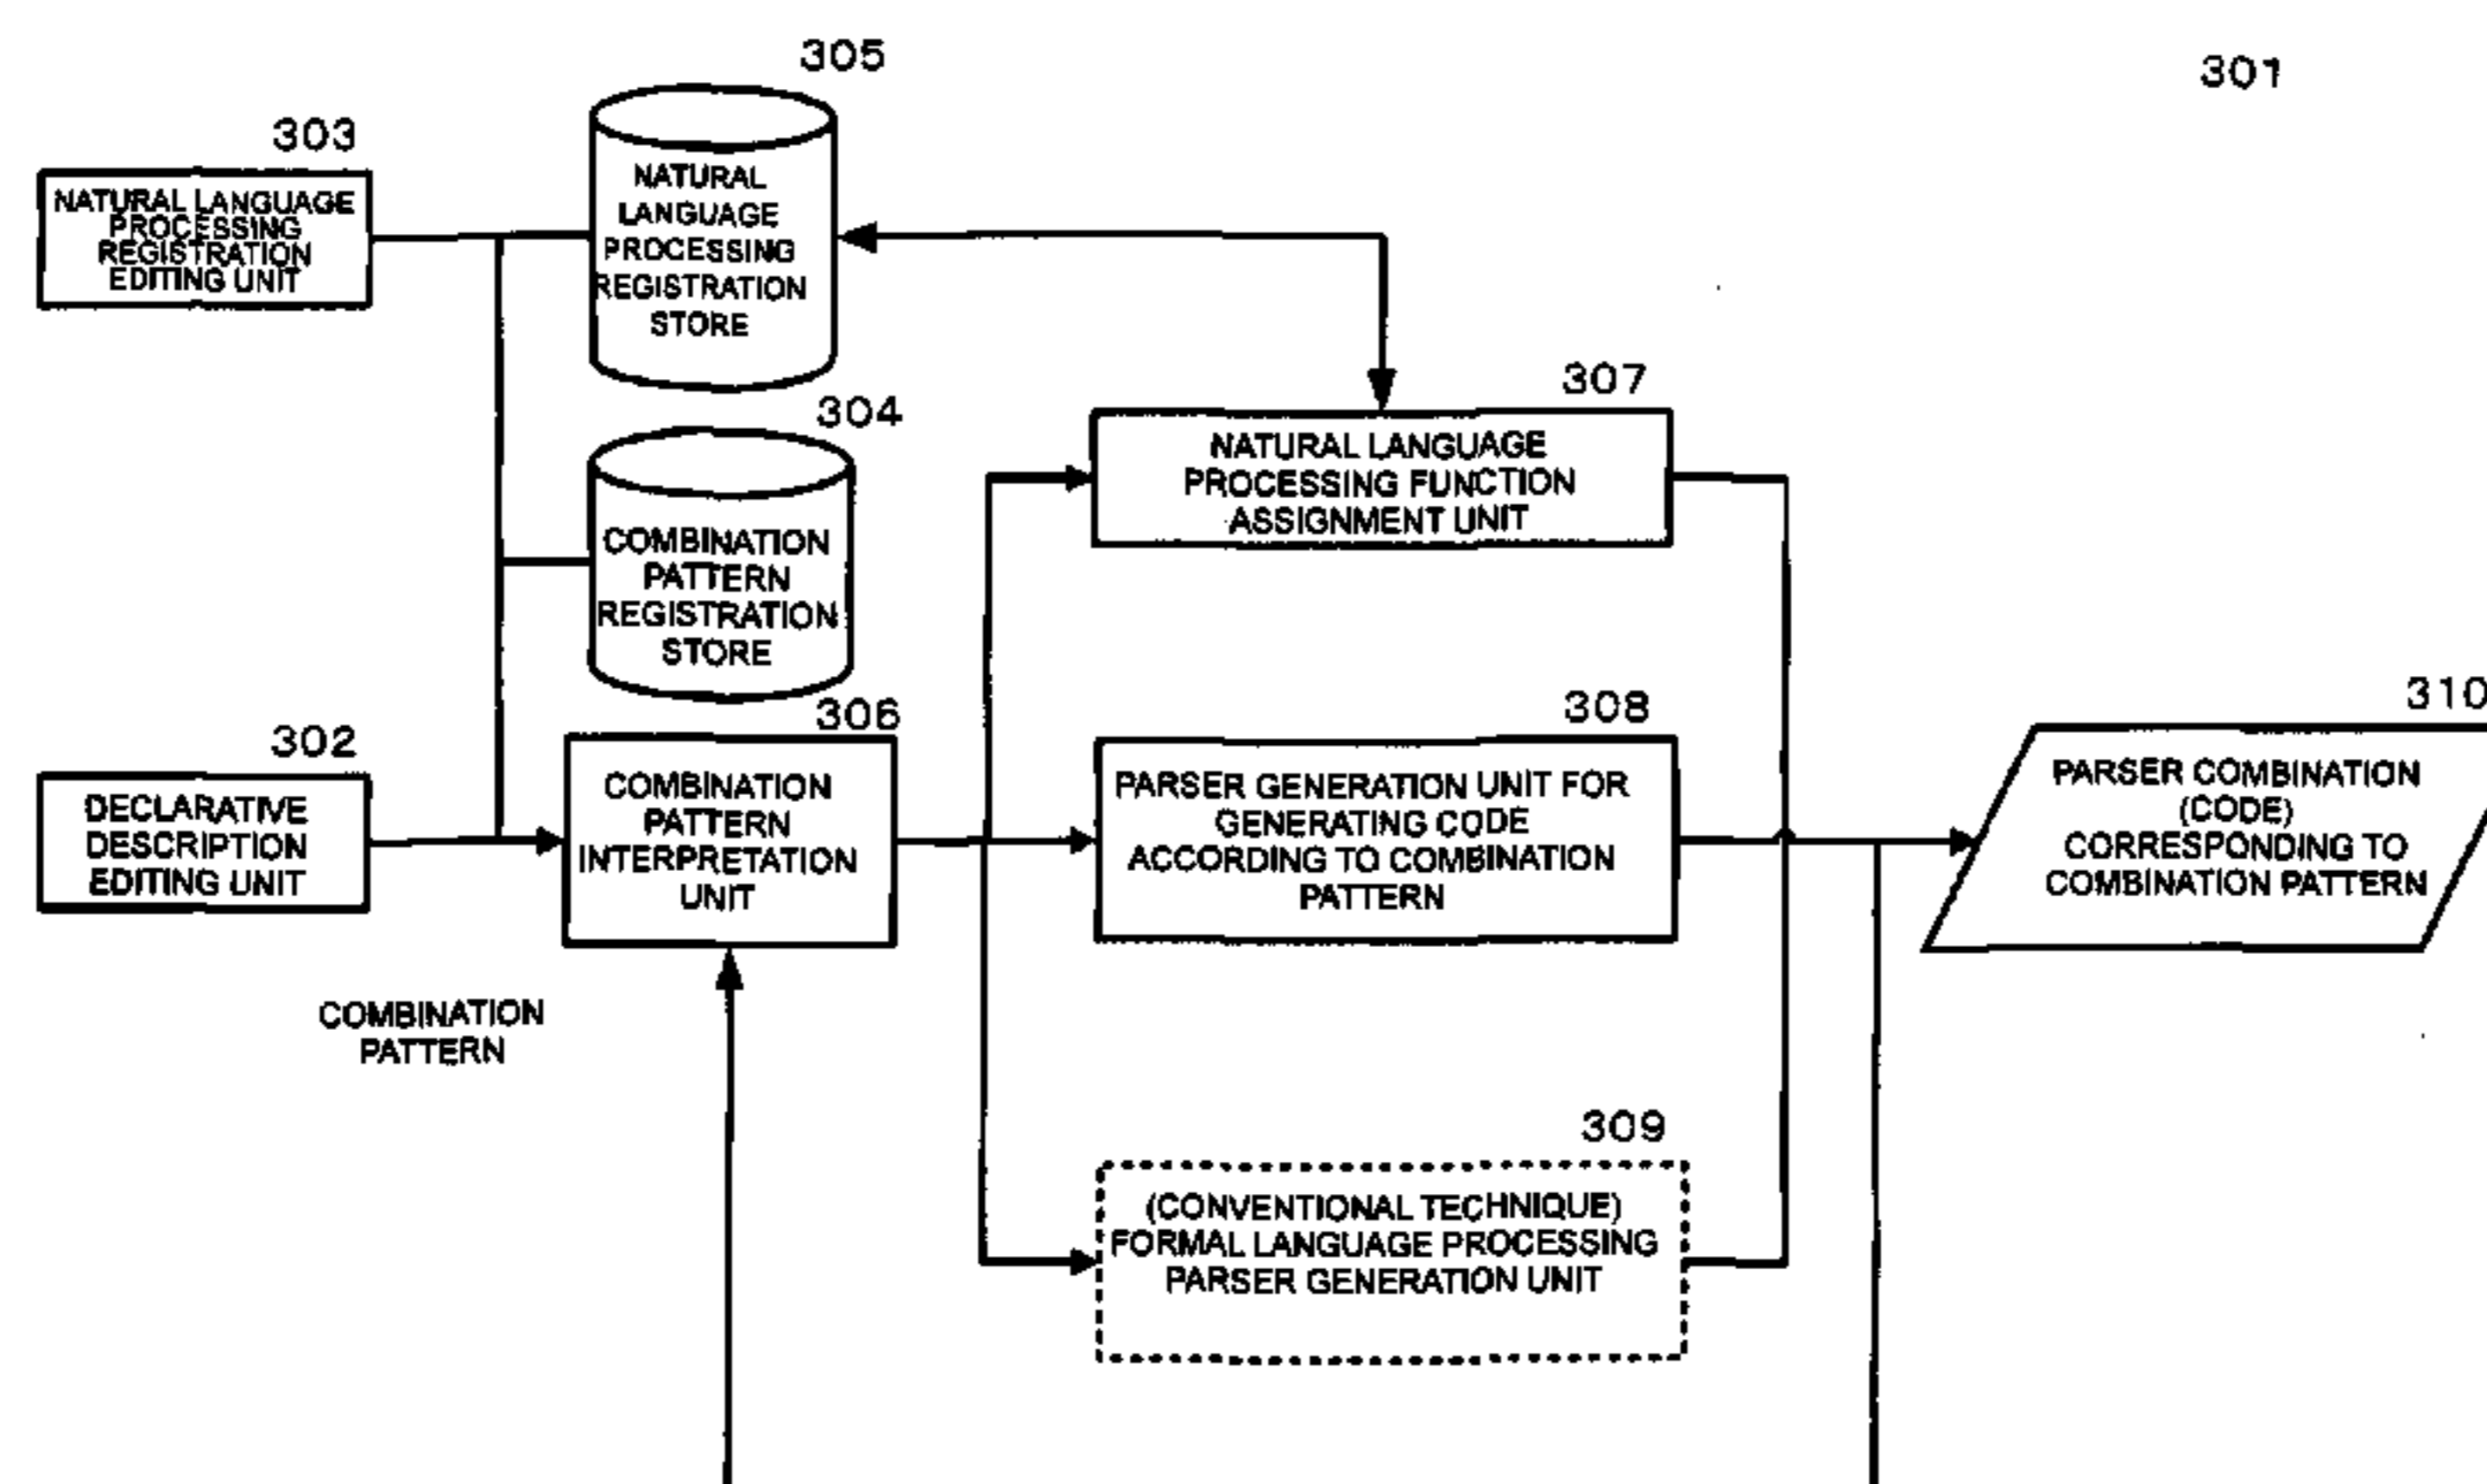 305
301
303
NATURAL LANGUAGE
PROCESSING
REGISTRATION
EDITING UNIT
NATURAL
LANGUAGE
PROCESSING
REGISTRATION
STORE
304
COMBINATION
PATTERN
REGISTRATION
STORE
307
NATURAL LANGUAGE
PROCESSING FUNCTION
ASSIGNMENT UNIT
302
DECLARATIVE
DESCRIPTION
EDITING UNIT
306
COMBINATION
PATTERN
INTERPRETATION
UNIT
308
PARSER GENERATION UNIT FOR
GENERATING CODE
ACCORDING TO COMBINATION
PATTERN
310
PARSER COMBINATION
(CODE)
CORRESPONDING TO
COMBINATION PATTERN
COMBINATION
PATTERN
309
(CONVENTIONAL TECHNIQUE)
FORMAL LANGUAGE PROCESSING
PARSER GENERATION UNIT